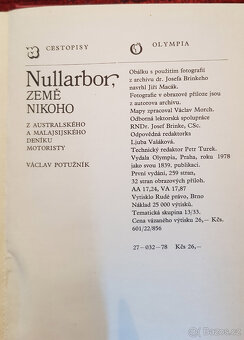 CESTOPISY
OLYMPIA
Nullarbor,
ZEMĚ
NIKOHO
Z AUSTRALSKÉHO
A MALAJSIJSKÉHO
DENÍKU
MOTORISTY
VÁCLAV POTUŽNÍK
Obálku s použitím fotografií
z archívu dr. Josefa Brinkeho
navrhl Jiří Macák.
Fotografie v obrazové příloze jsou
z autorova archívu.
Mapy zpracoval Václav Morch.
Odborná lektorská spolupráce
RNDr. Josef Brinke, CSc.
Odpovědná redaktorka
Ljuba Valáková.
Technický redaktor Petr Turek.
Vydala Olympia, Praha, roku 1978
jako svou 1839. publikaci.
První vydání, 259 stran,
32 stran obrazových příloh.
AA 17,24, VA 17,87
Vytisklo Rudé právo, Brno
Náklad 25 000 výtisků.
Tematická skupina 13/33.
Cena vázaného výtisku 26,— Kčs
601/22/856
27-032-78 Kčs 26,—
bazoš.cz